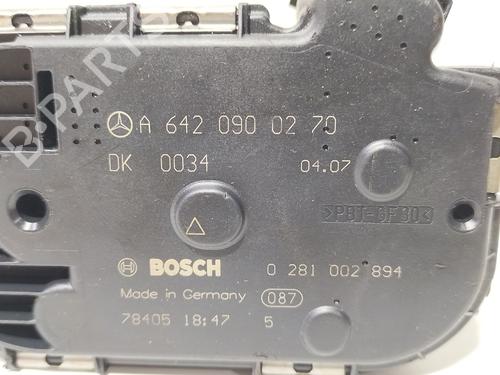 A 642 090 02 70
DK 0034 04.07
>PBT-GF30<
BOSCH 0 281 002 894
Made in Germany 087
78405 18:47 5
B-PARTS